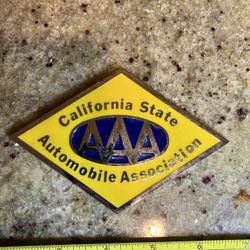 California State
AAA
Automobile Association